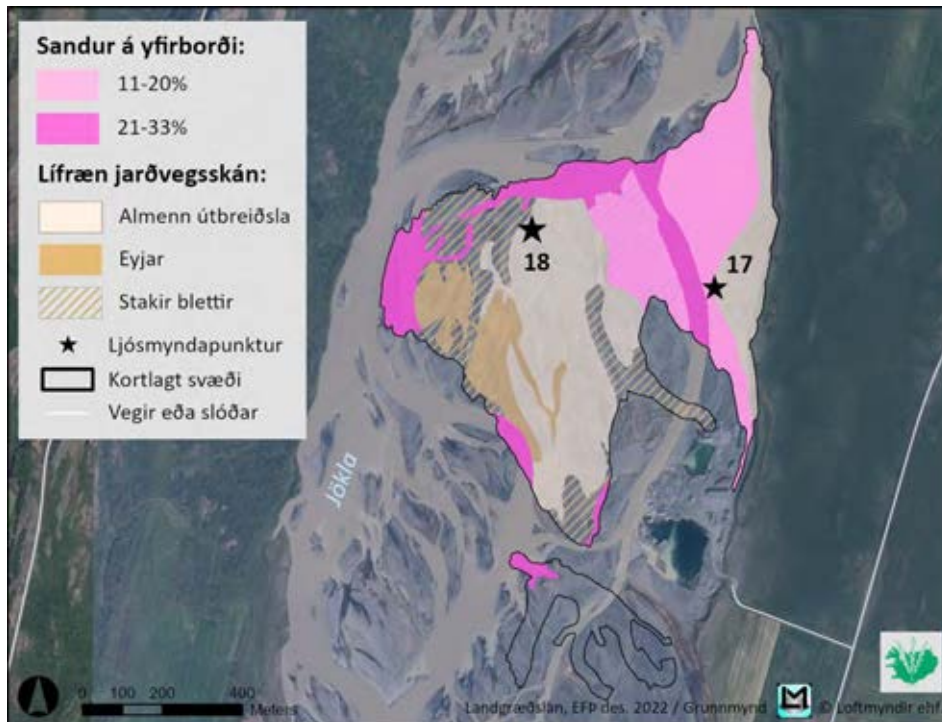 Sandur á yfirborði:
11-20%
21-33%
Lífræn jarðvegsskán:
Almenn útbreiðsla
Eyjar
Stakir blettir
Ljósmyndapunktur
Kortlagt svæði
Vegir eða slóðar
18
17
Jökla
0 100 200 400
Meters
Landgræðslan, EFÞ des. 2022 / Grunnmynd
© Loftmyndir ehf